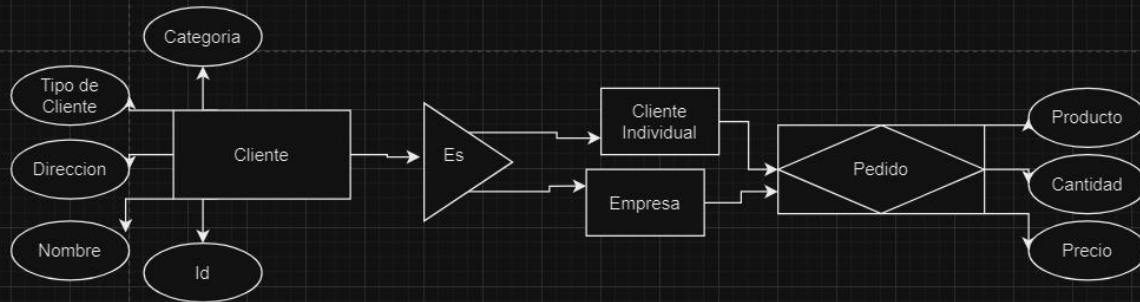 Categoria
Tipo de
Cliente
Direccion
Nombre
Id
Cliente
Es
Cliente
Individual
Empresa
Pedido
Producto
Cantidad
Precio